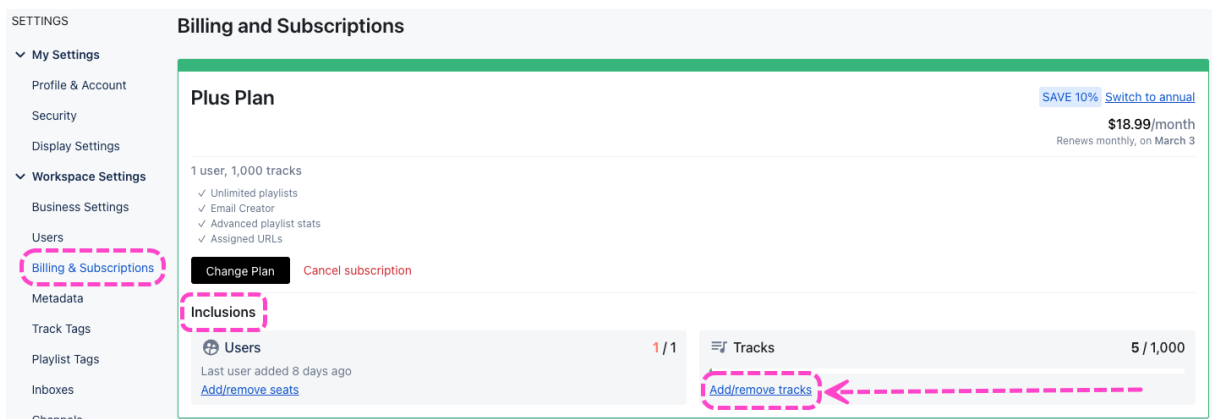 SETTINGS
My Settings
Profile & Account
Security
Display Settings
Workspace Settings
Business Settings
Users
Billing & Subscriptions
Metadata
Track Tags
Playlist Tags
Inboxes
Channels
Billing and Subscriptions
Plus Plan
SAVE 10% Switch to annual
$18.99/month
Renews monthly, on March 3
1 user, 1,000 tracks
✓ Unlimited playlists
✓ Email Creator
✓ Advanced playlist stats
✓ Assigned URLs
Change Plan Cancel subscription
Inclusions
Users 1 / 1
Last user added 8 days ago
Add/remove seats
Tracks 5 / 1,000
Add/remove tracks